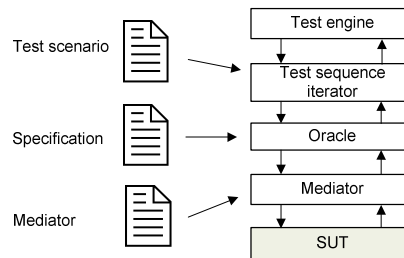 Test engine
Test scenario
Test sequence
iterator
Specification
Oracle
Mediator
Mediator
SUT